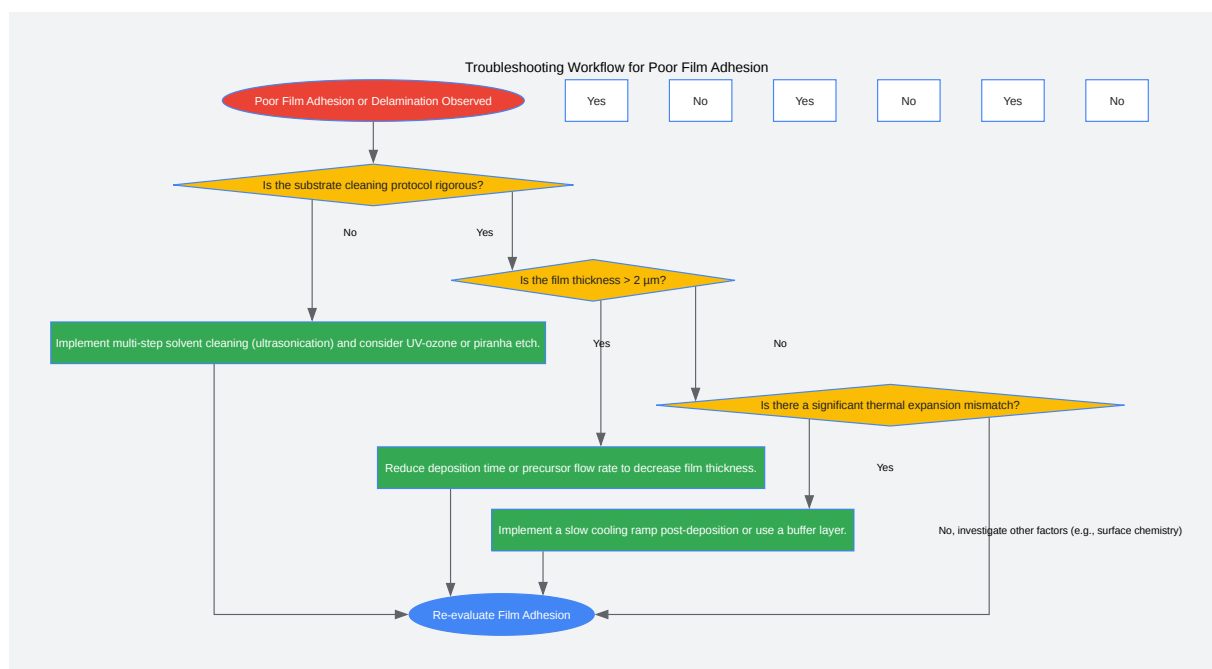 Troubleshooting Workflow for Poor Film Adhesion
Poor Film Adhesion or Delamination Observed
Yes
No
Yes
No
Yes
No
Is the substrate cleaning protocol rigorous?
No
Yes
Is the film thickness > 2 µm?
Implement multi-step solvent cleaning (ultrasonication) and consider UV-ozone or piranha etch.
Yes
No
Is there a significant thermal expansion mismatch?
Reduce deposition time or precursor flow rate to decrease film thickness.
Yes
Implement a slow cooling ramp post-deposition or use a buffer layer.
No, investigate other factors (e.g., surface chemistry)
Re-evaluate Film Adhesion